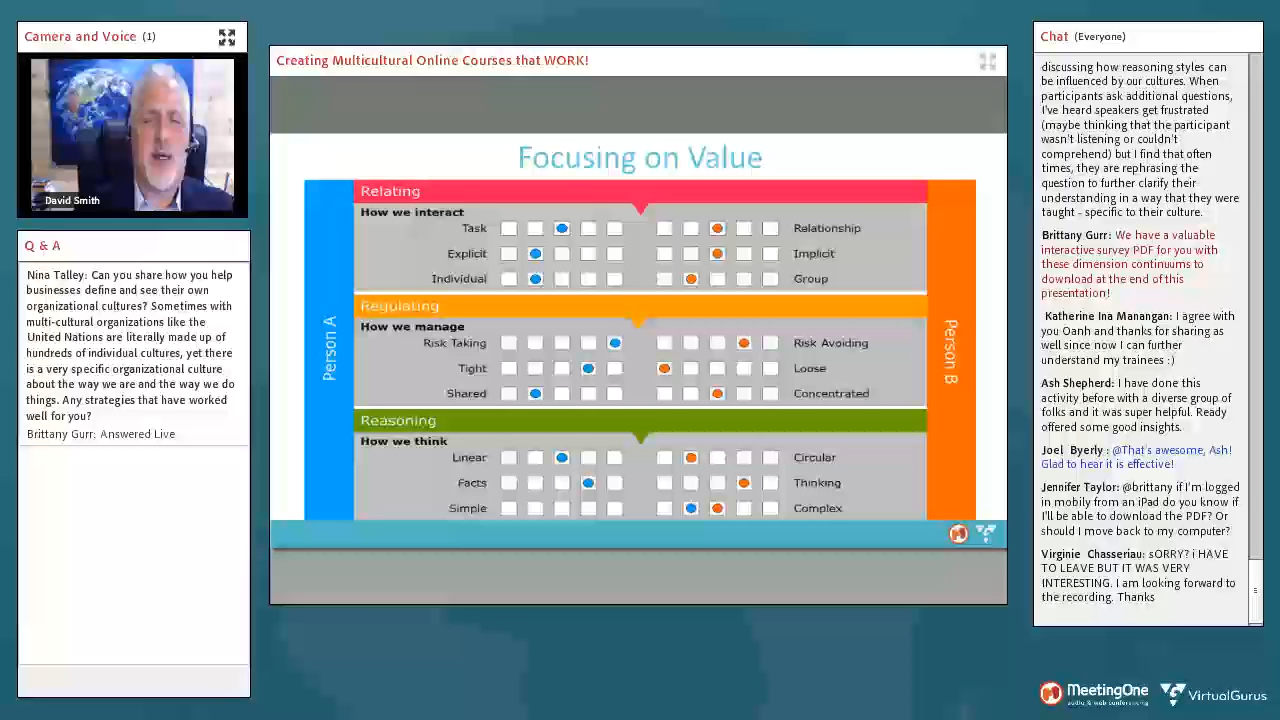 Camera and Voice (1)
David Smith
Q & A
Nina Talley: Can you share how you help
businesses define and see their own
organizational cultures? Sometimes with
multi-cultural organizations like the
United Nations are literally made up of
hundreds of individual cultures, yet there
is a very specific organizational culture
about the way we are and the way we do
things. Any strategies that have worked
well for you?
Brittany Gurr: Answered Live
Creating Multicultural Online Courses that WORK!
Focusing on Value
Person A
Relating
How we interact
Task Relationship
Explicit Implicit
Individual Group
Regulating
How we manage
Risk Taking Risk Avoiding
Tight Loose
Shared Concentrated
Reasoning
How we think
Linear Circular
Facts Thinking
Simple Complex
Person B
Chat (Everyone)
discussing how reasoning styles can
be influenced by our cultures. When
participants ask additional questions,
I've heard speakers get frustrated
(maybe thinking that the participant
wasn't listening or couldn't
comprehend) but I find that often
times, they are rephrasing the
question to further clarify their
understanding in a way that they were
taught - specific to their culture.
Brittany Gurr: We have a valuable
interactive survey PDF for you with
these dimension continuums to
download at the end of this
presentation!
Katherine Ina Manangan: I agree with
you Oanh and thanks for sharing as
well since now I can further
understand my trainees :)
Ash Shepherd: I have done this
activity before with a diverse group of
folks and it was super helpful. Ready
offered some good insights.
Joel Byerly : @That's awesome, Ash!
Glad to hear it is effective!
Jennifer Taylor: @brittany if I'm logged
in mobily from an iPad do you know if
I'll be able to download the PDF? Or
should I move back to my computer?
Virginie Chasseriau: sORRY? i HAVE
TO LEAVE BUT IT WAS VERY
INTERESTING. I am looking forward to
the recording. Thanks
MeetingOne
audio & web conferencing
VirtualGurus